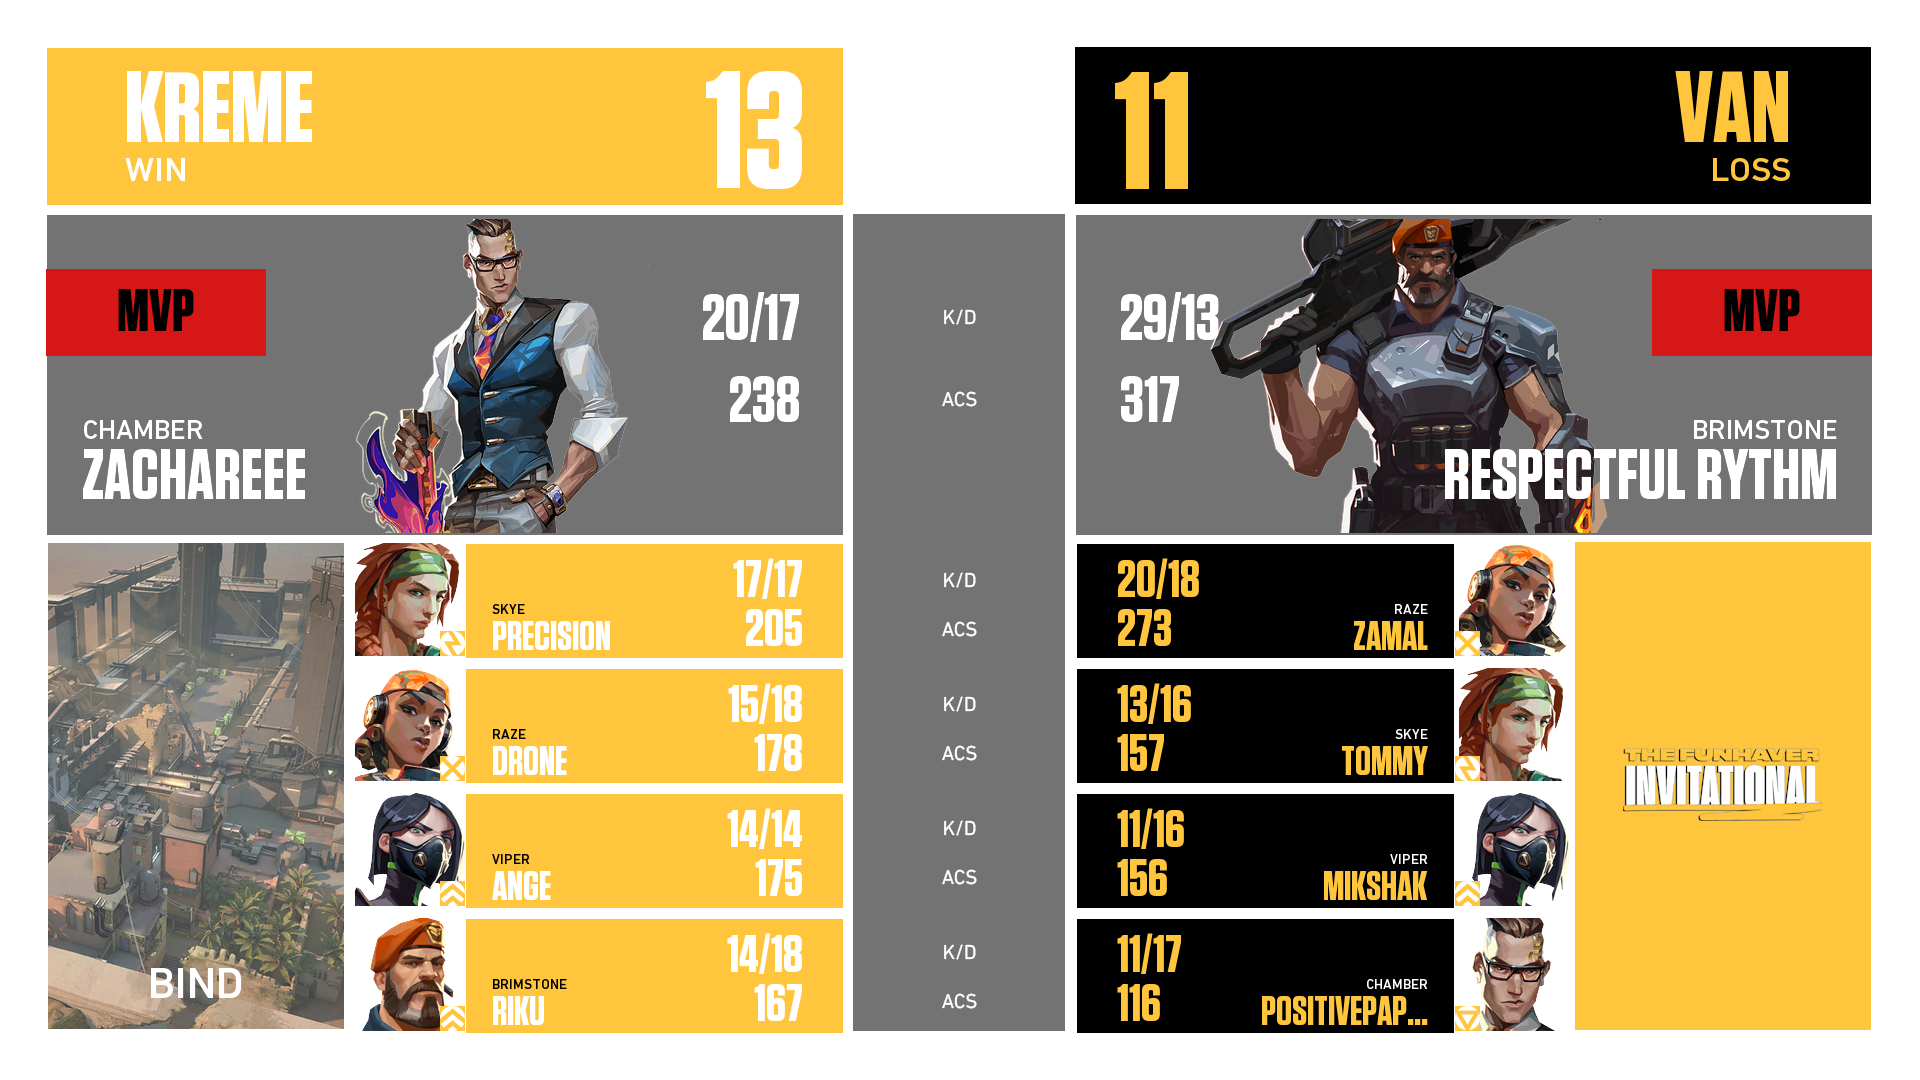 KREME
WIN
13
11
VAN
LOSS
MVP
20/17
K/D
29/13
MVP
238
ACS
317
CHAMBER
ZACHAREEE
BRIMSTONE
RESPECTFUL RYTHM
17/17
K/D
20/18
SKYE
PRECISION
205
ACS
273
RAZE
ZAMAL
15/18
K/D
13/16
RAZE
DRONE
178
ACS
157
SKYE
TOMMY
14/14
K/D
11/16
VIPER
ANGE
175
ACS
156
VIPER
MIKSHAK
14/18
K/D
11/17
BRIMSTONE
RIKU
167
ACS
116
CHAMBER
POSITIVEPAP...
BIND
THE FUNHAVER
INVITATIONAL